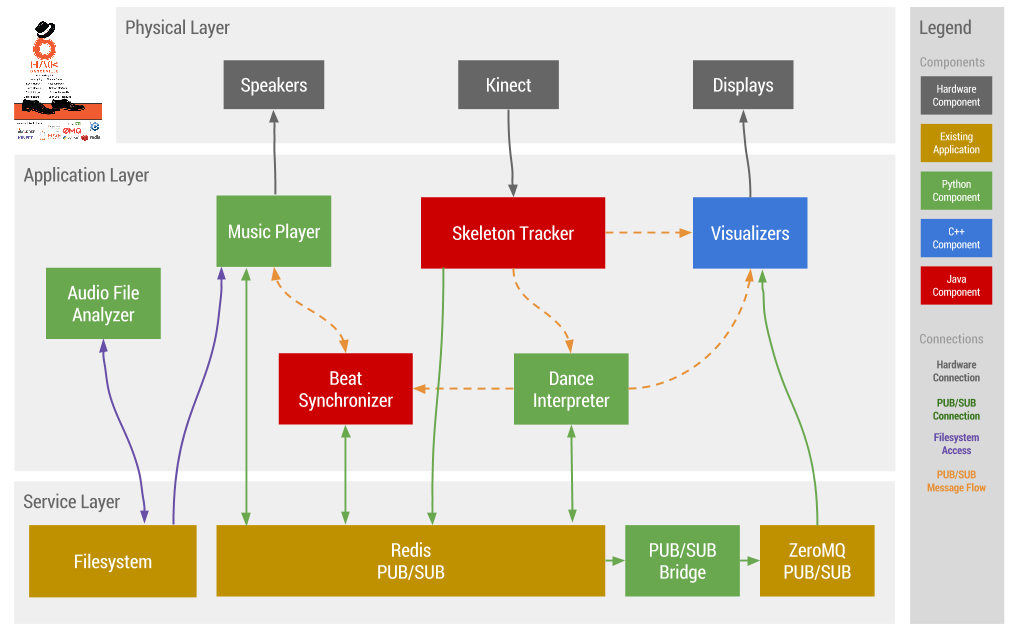 Physical Layer
Speakers
Kinect
Displays
Application Layer
Music Player
Skeleton Tracker
Visualizers
Audio File
Analyzer
Beat
Synchronizer
Dance
Interpreter
Service Layer
Filesystem
Redis
PUB/SUB
PUB/SUB
Bridge
ZeroMQ
PUB/SUB
Legend
Components
Hardware
Component
Existing
Application
Python
Component
C++
Component
Java
Component
Connections
Hardware
Connection
PUB/SUB
Connection
Filesystem
Access
PUB/SUB
Message Flow
HAK
redis